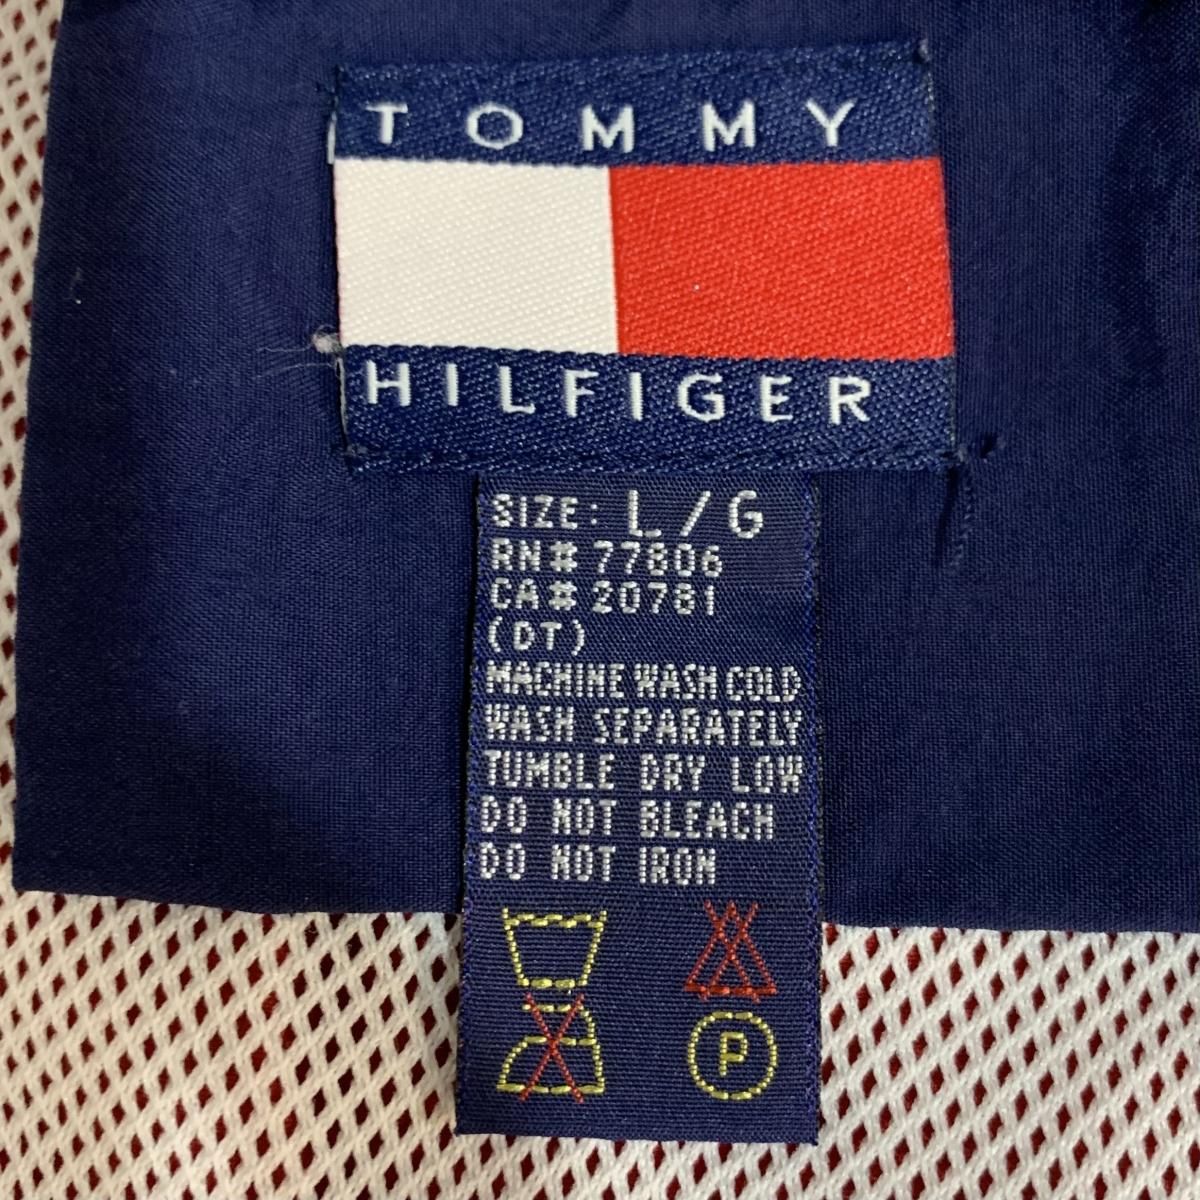 TOMMY
HILFIGER
SIZE: L/G
RN# 77806
CA# 20781
(DT)
MACHINE WASH COLD
WASH SEPARATELY
TUMBLE DRY LOW
DO NOT BLEACH
DO NOT IRON
P